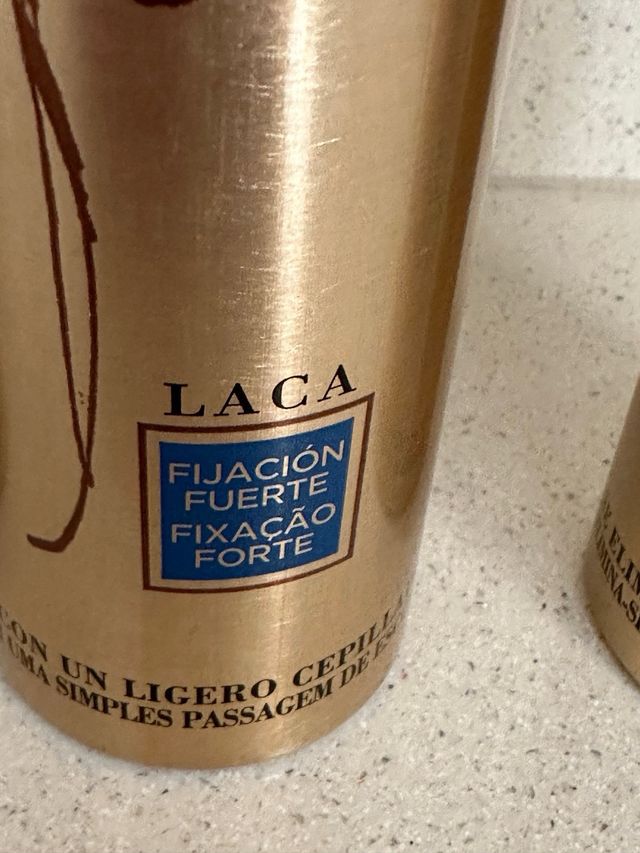 LACA
FIJACIÓN
FUERTE
FIXAÇÃO
FORTE
CON UN LIGERO
UMA SIMPLES PASSAGEM DE